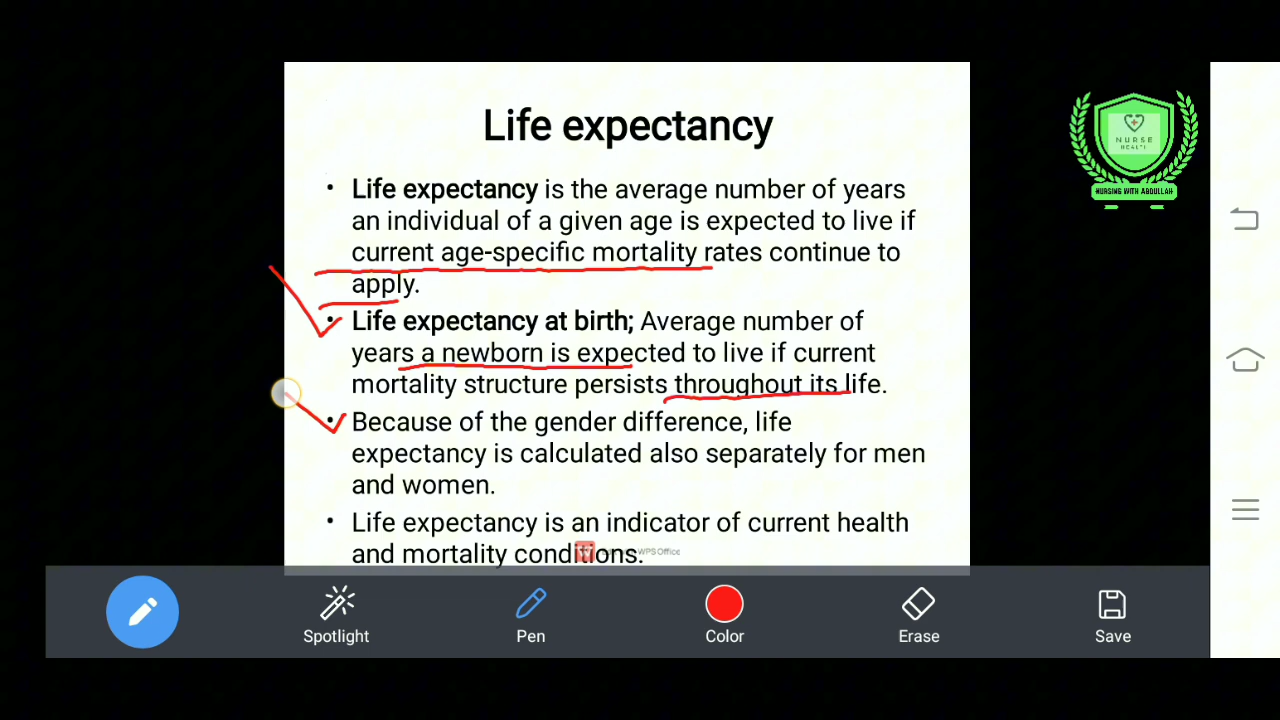 Life expectancy
NURSE
HEALTH
NURSING WITH ABDULLAH
• Life expectancy is the average number of years
an individual of a given age is expected to live if
current age-specific mortality rates continue to
apply.
• Life expectancy at birth; Average number of
years a newborn is expected to live if current
mortality structure persists throughout its life.
• Because of the gender difference, life
expectancy is calculated also separately for men
and women.
• Life expectancy is an indicator of current health
and mortality conditions.
WPS Office
Spotlight
Pen
Color
Erase
Save